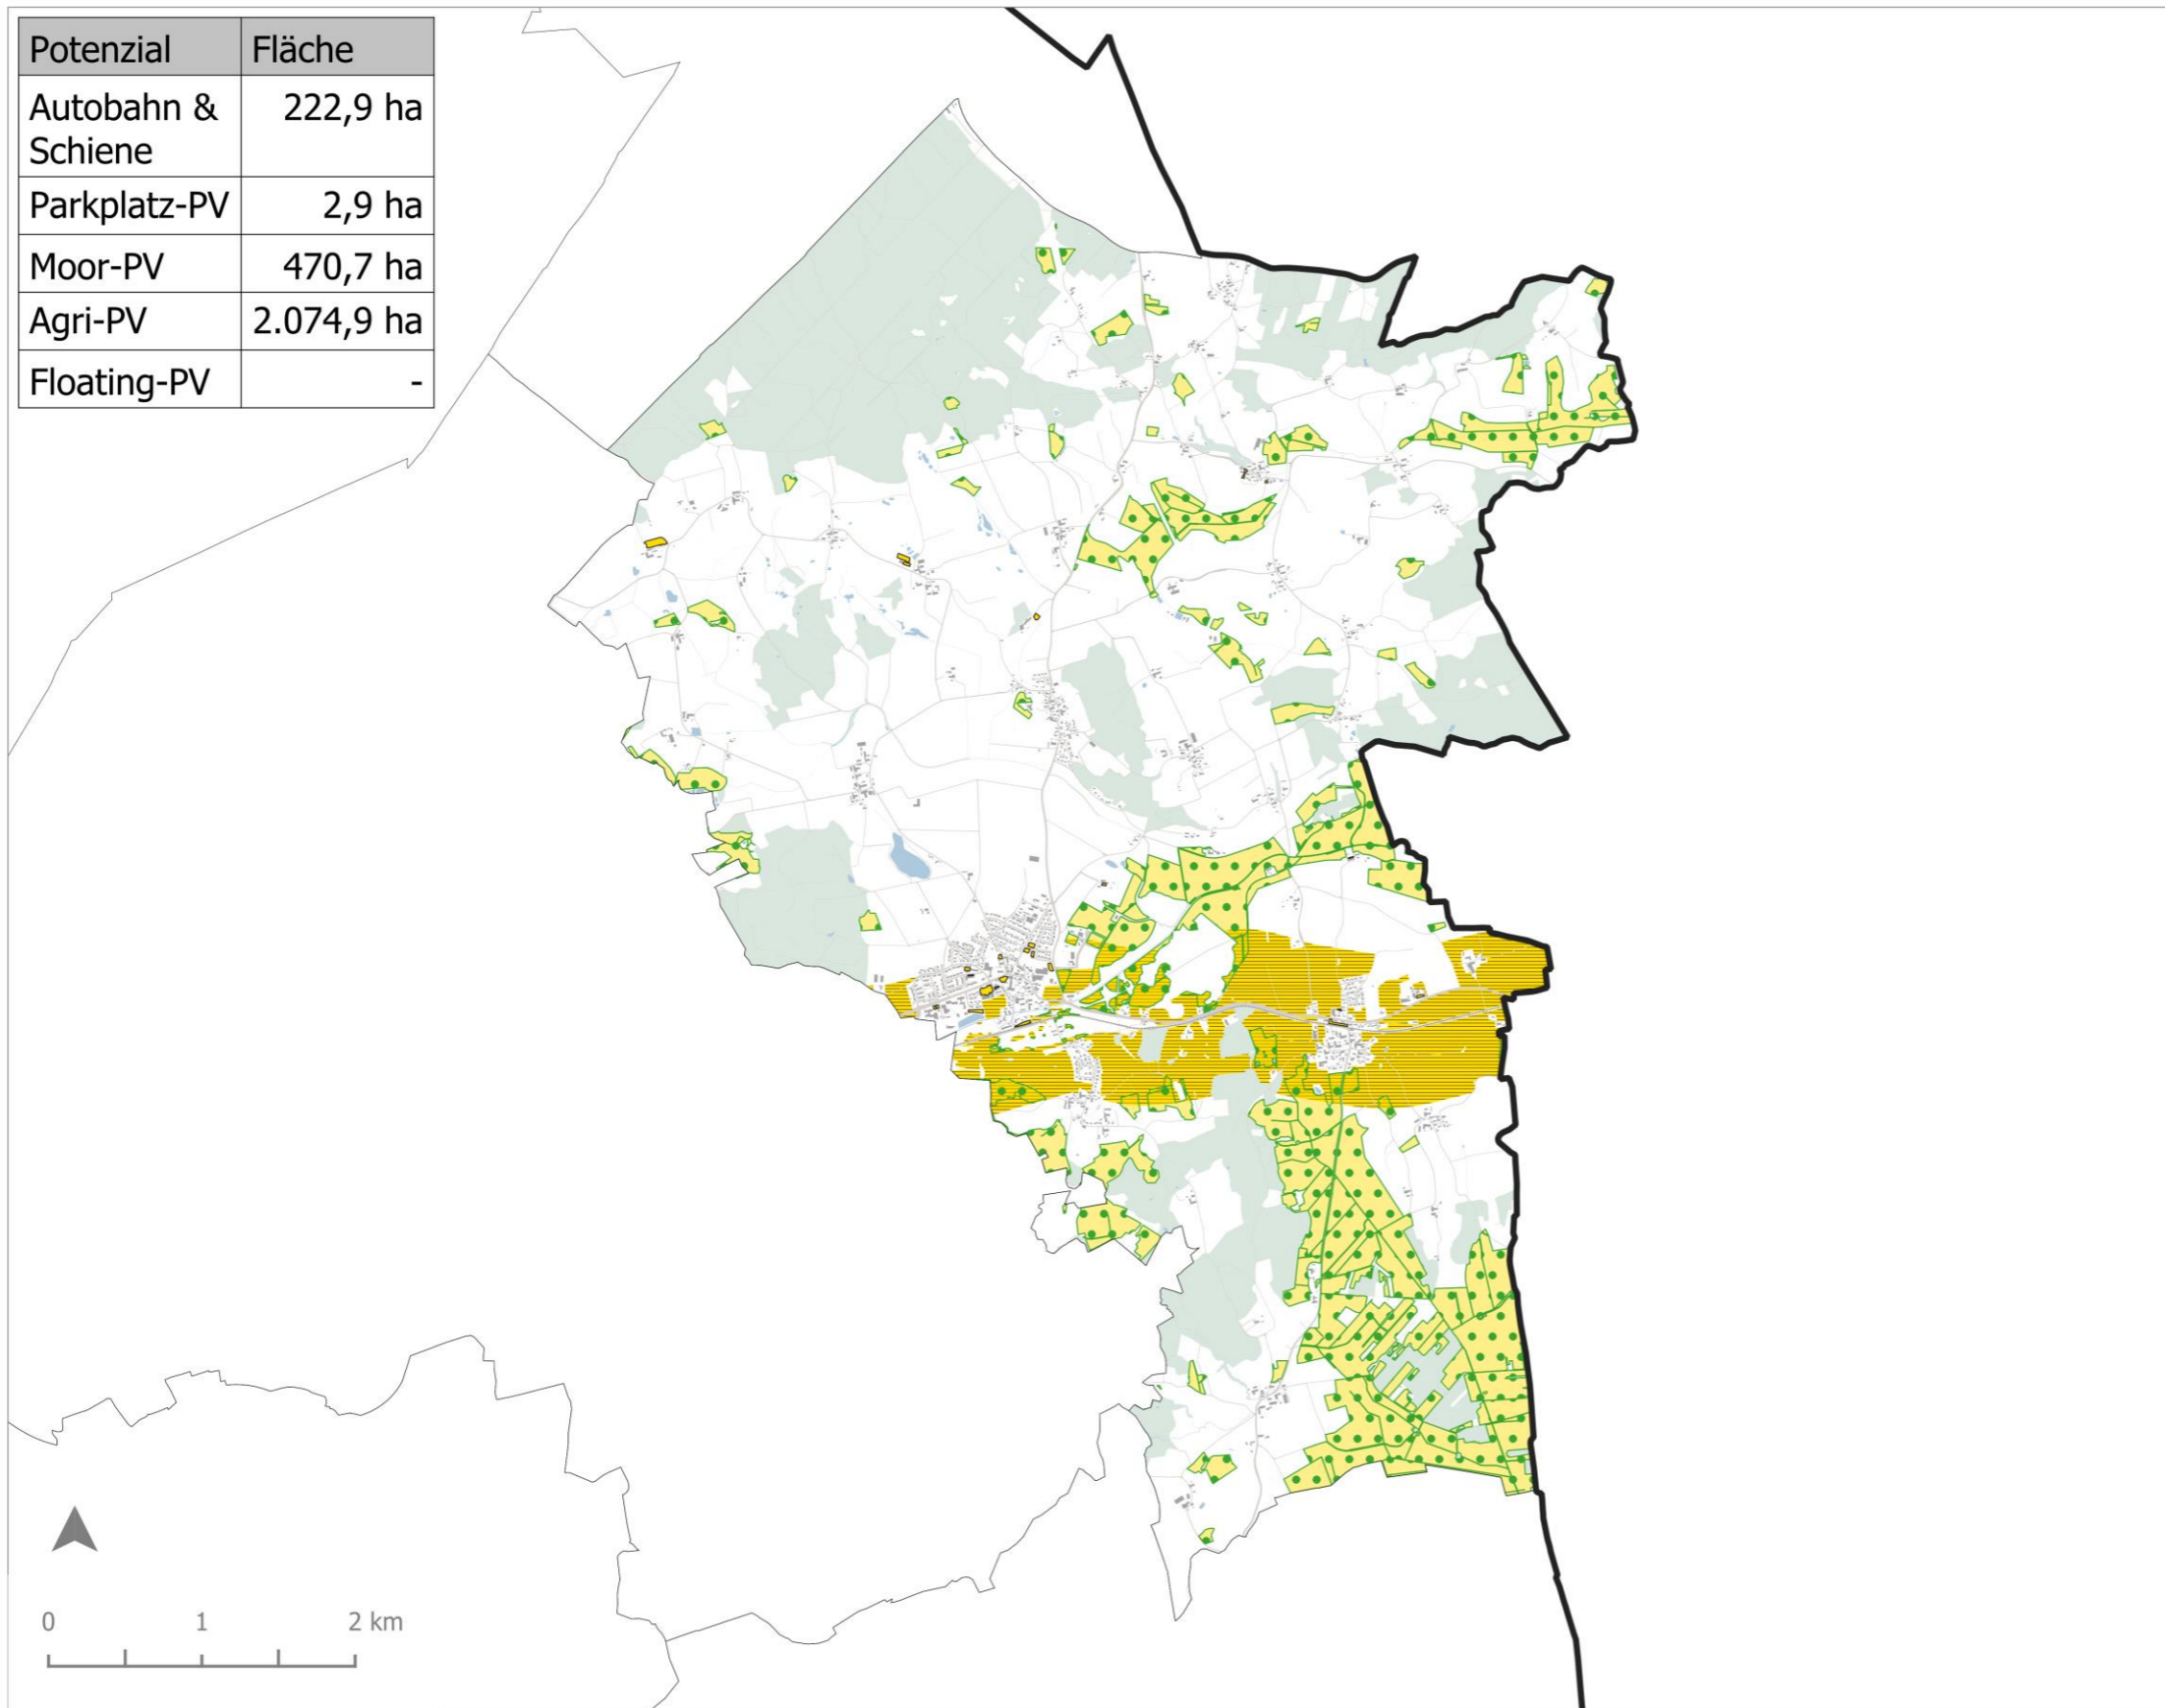 Potenzial Fläche
Autobahn & 222,9 ha
Schiene
Parkplatz-PV 2,9 ha
Moor-PV 470,7 ha
Agri-PV 2.074,9 ha
Floating-PV -
0 1 2 km